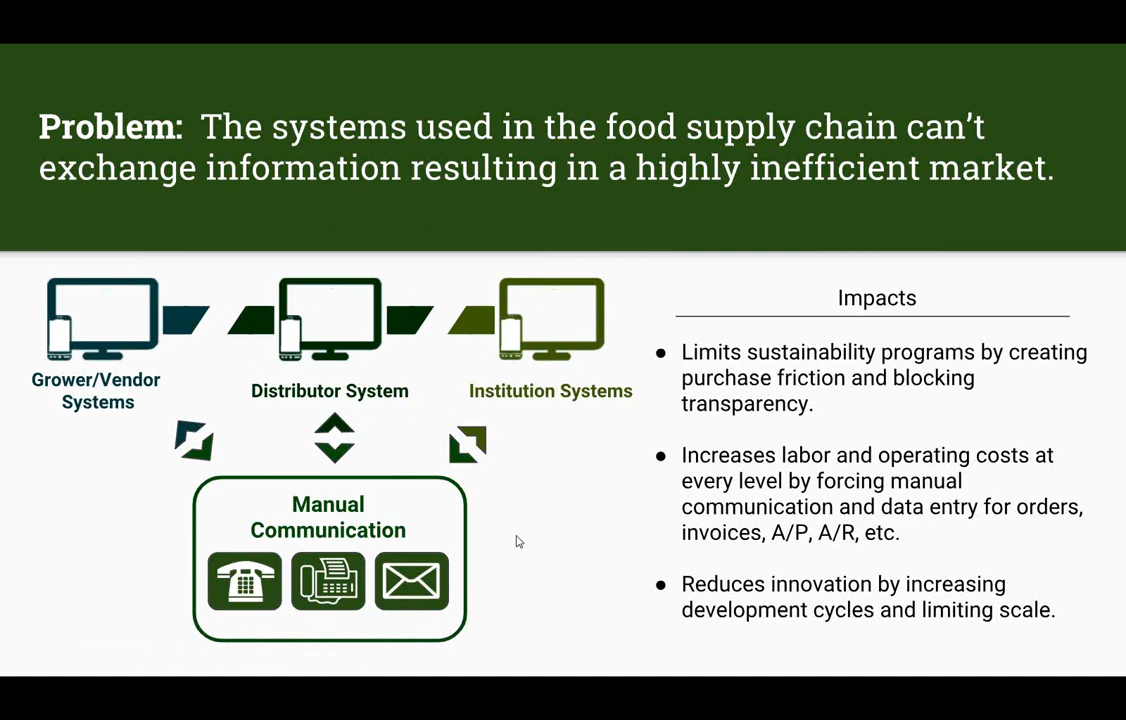 Problem:  The systems used in the food supply chain can't
exchange information resulting in a highly inefficient market.
Grower/Vendor
Systems
Distributor System
Institution Systems
Manual
Communication
Impacts
● Limits sustainability programs by creating
purchase friction and blocking
transparency.
● Increases labor and operating costs at
every level by forcing manual
communication and data entry for orders,
invoices, A/P, A/R, etc.
● Reduces innovation by increasing
development cycles and limiting scale.